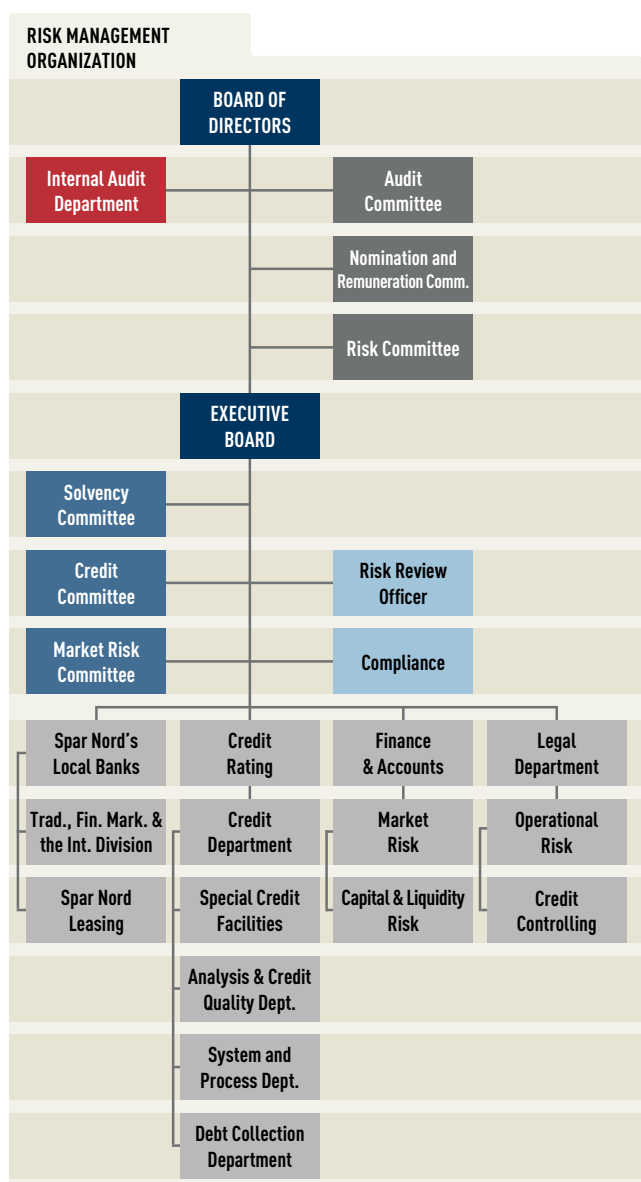 RISK MANAGEMENT
ORGANIZATION
BOARD OF
DIRECTORS
Internal Audit
Department
Audit
Committee
Nomination and
Remuneration Comm.
Risk Committee
EXECUTIVE
BOARD
Solvency
Committee
Credit
Committee
Risk Review
Officer
Market Risk
Committee
Compliance
Spar Nord's
Local Banks
Credit
Rating
Finance
& Accounts
Legal
Department
Trad., Fin. Mark. &
the Int. Division
Credit
Department
Market
Risk
Operational
Risk
Spar Nord
Leasing
Special Credit
Facilities
Capital & Liquidity
Risk
Credit
Controlling
Analysis & Credit
Quality Dept.
System and
Process Dept.
Debt Collection
Department